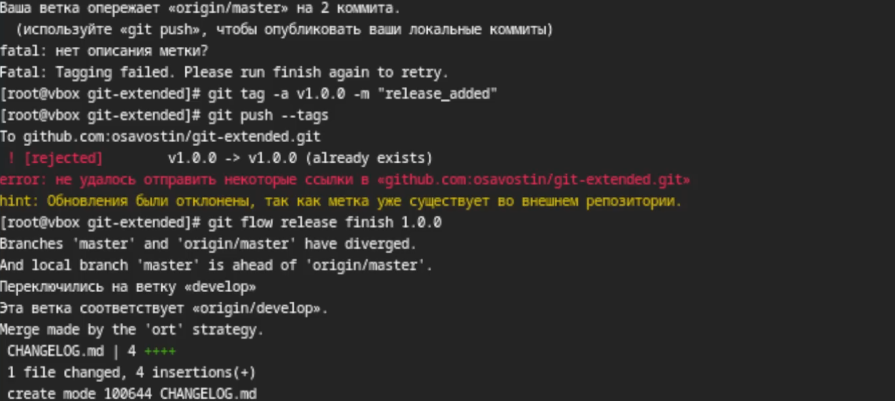 Ваша ветка опережает «origin/master» на 2 коммита.
(используйте «git push», чтобы опубликовать ваши локальные коммиты)
fatal: нет описания метки?
Fatal: Tagging failed. Please run finish again to retry.
[root@vbox git-extended]# git tag -a v1.0.0 -m "release_added"
[root@vbox git-extended]# git push --tags
To github.com:osavostin/git-extended.git
! [rejected] v1.0.0 -> v1.0.0 (already exists)
error: не удалось отправить некоторые ссылки в «github.com:osavostin/git-extended.git»
hint: Обновления были отклонены, так как метка уже существует во внешнем репозитории.
[root@vbox git-extended]# git flow release finish 1.0.0
Branches 'master' and 'origin/master' have diverged.
And local branch 'master' is ahead of 'origin/master'.
Переключились на ветку «develop»
Эта ветка соответствует «origin/develop».
Merge made by the 'ort' strategy.
CHANGELOG.md | 4 ++++
1 file changed, 4 insertions(+)
create mode 100644 CHANGELOG.md